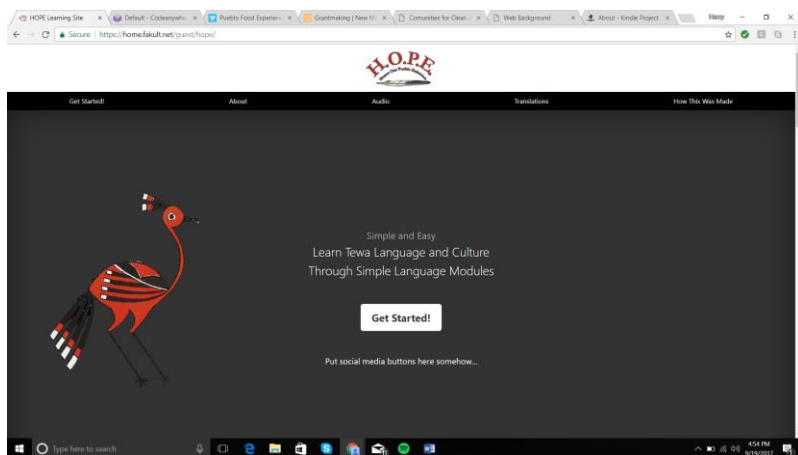 HOPE Learning Site
Default - Codeanywhe
Pueblo Food Experien
Grantmaking | New M
Comunities for Clean
Web Background
About - Kindle Project
Secure | https://home.fakult.net/guest/hope/
H.O.P.E.
Get Started!
About
Audio
Translations
How This Was Made
Simple and Easy
Learn Tewa Language and Culture
Through Simple Language Modules
Get Started!
Put social media buttons here somehow...
Type here to search
4:54 PM
9/19/2017